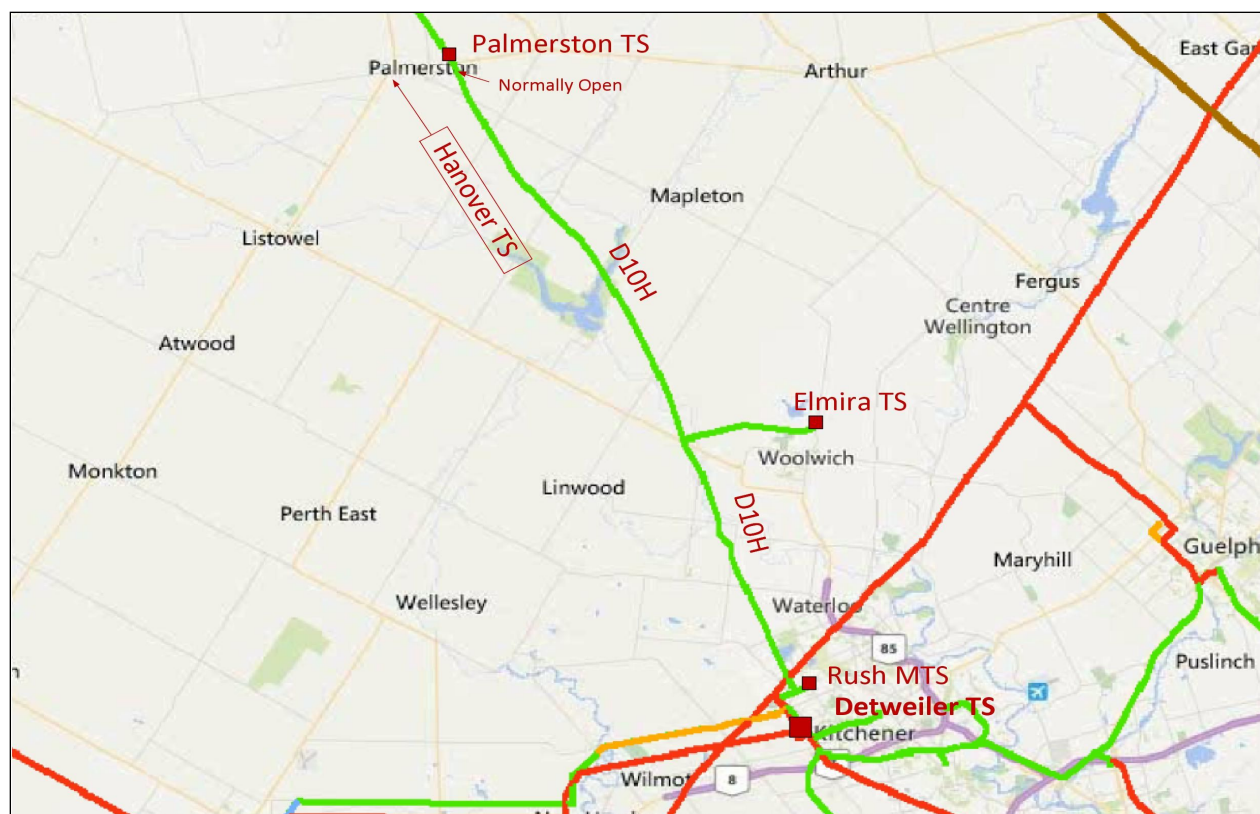 Palmerston TS
East Gar
Palmerston
Arthur
Normally Open
Hanover TS
Mapleton
Listowel
D10H
Fergus
Centre
Wellington
Atwood
Elmira TS
Woolwich
Monkton
Linwood
Perth East
D10H
Guelph
Maryhill
Wellesley
Waterloo
85
Puslinch
Rush MTS
Detweiler TS
Kitchener
Wilmot
8